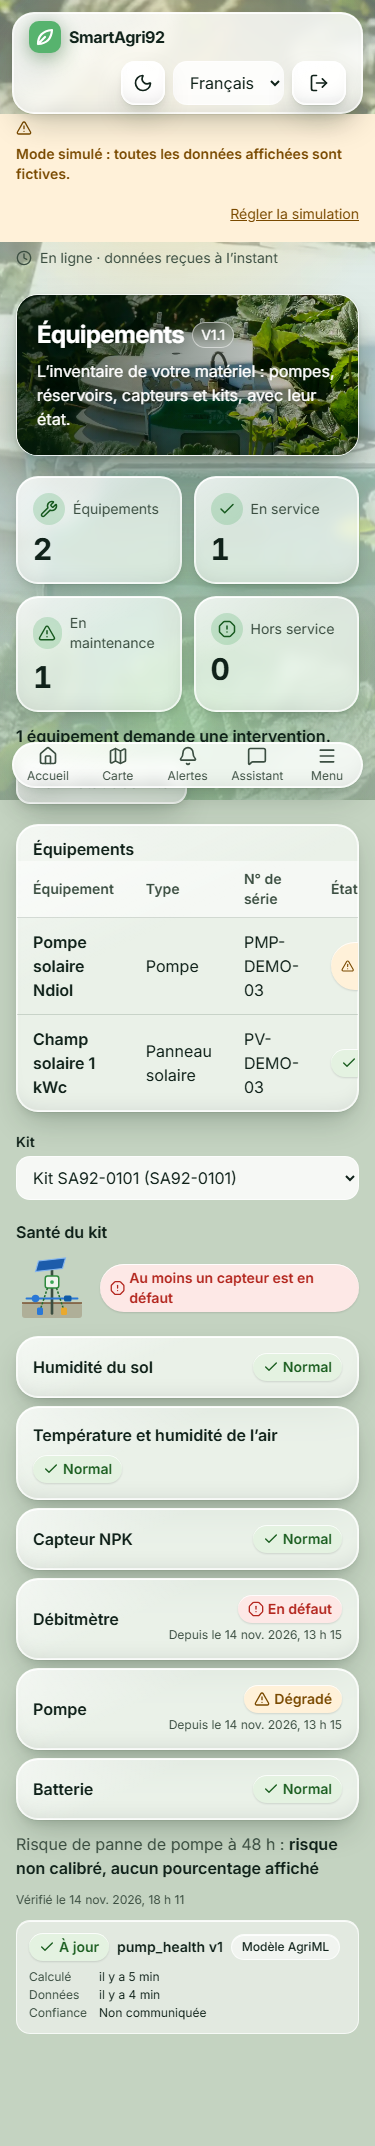 SmartAgri92
Français
Mode simulé : toutes les données affichées sont
fictives.
Régler la simulation
En ligne · données reçues à l’instant
Équipements V1.1
L’inventaire de votre matériel : pompes,
réservoirs, capteurs et kits, avec leur
état.
Équipements
2
En service
1
En
maintenance
1
Hors service
0
1 équipement demande une intervention.
Accueil
Carte
Alertes
Assistant
Menu
Équipements
Équipement
Type
N° de
série
État
Pompe
solaire
Ndiol
Pompe
PMP-
DEMO-
03
Champ
solaire 1
kWc
Panneau
solaire
PV-
DEMO-
03
Kit
Kit SA92-0101 (SA92-0101)
Santé du kit
Au moins un capteur est en
défaut
Humidité du sol
Normal
Température et humidité de l’air
Normal
Capteur NPK
Normal
Débitmètre
En défaut
Depuis le 14 nov. 2026, 13 h 15
Pompe
Dégradé
Depuis le 14 nov. 2026, 13 h 15
Batterie
Normal
Risque de panne de pompe à 48 h : risque
non calibré, aucun pourcentage affiché
Vérifié le 14 nov. 2026, 18 h 11
À jour pump_health v1 Modèle AgriML
Calculé il y a 5 min
Données il y a 4 min
Confiance Non communiquée